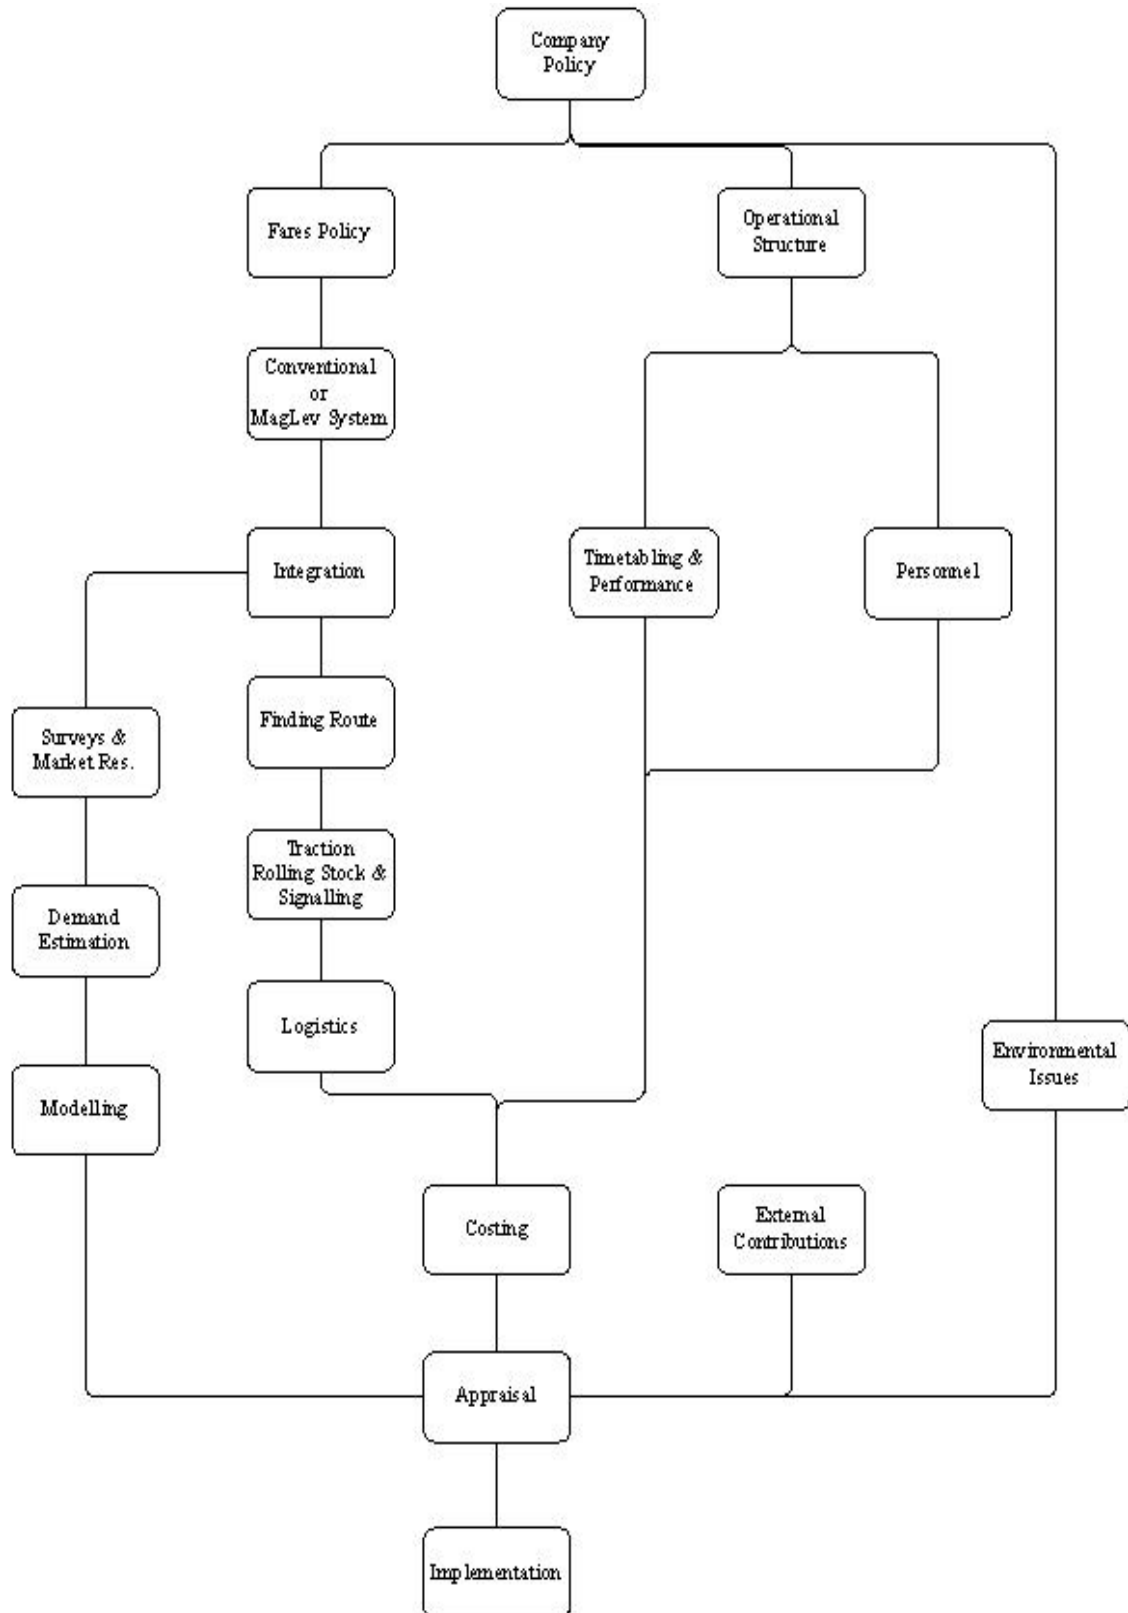 Company
Policy
Fares Policy
Operational
Structure
Conventional
or
MagLev System
Integration
Timetabling &
Performance
Personnel
Finding Route
Surveys &
Market Res.
Traction
Rolling Stock &
Signalling
Demand
Estimation
Logistics
Environmental
Issues
Modelling
Costing
External
Contributions
Appraisal
Implementation